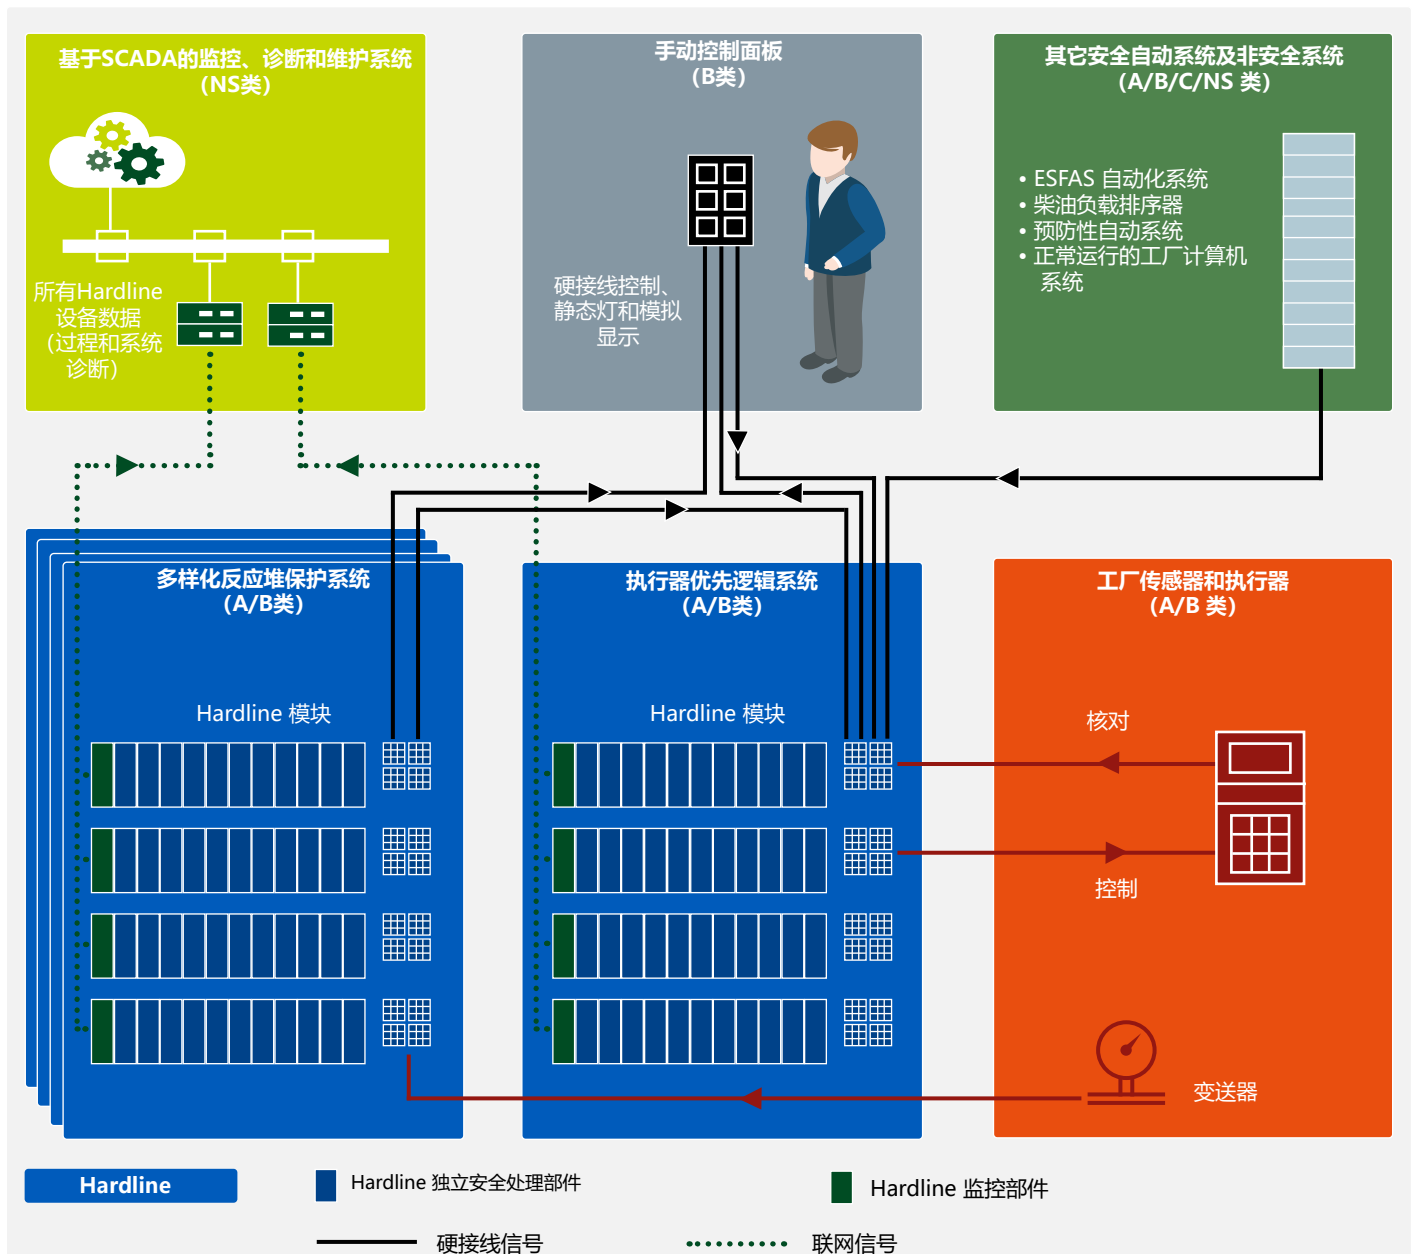 基于SCADA的监控、诊断和维护系统
（NS类）
所有Hardline
设备数据
（过程和系统
诊断）
手动控制面板
（B类）
硬接线控制、
静态灯和模拟
显示
其它安全自动系统及非安全系统
（A/B/C/NS 类）
• ESFAS 自动化系统
• 柴油负载排序器
• 预防性自动系统
• 正常运行的工厂计算机
系统
多样化反应堆保护系统
（A/B类）
Hardline 模块
执行器优先逻辑系统
（A/B类）
Hardline 模块
工厂传感器和执行器
（A/B 类）
核对
控制
变送器
Hardline
Hardline 独立安全处理部件
Hardline 监控部件
硬接线信号
联网信号